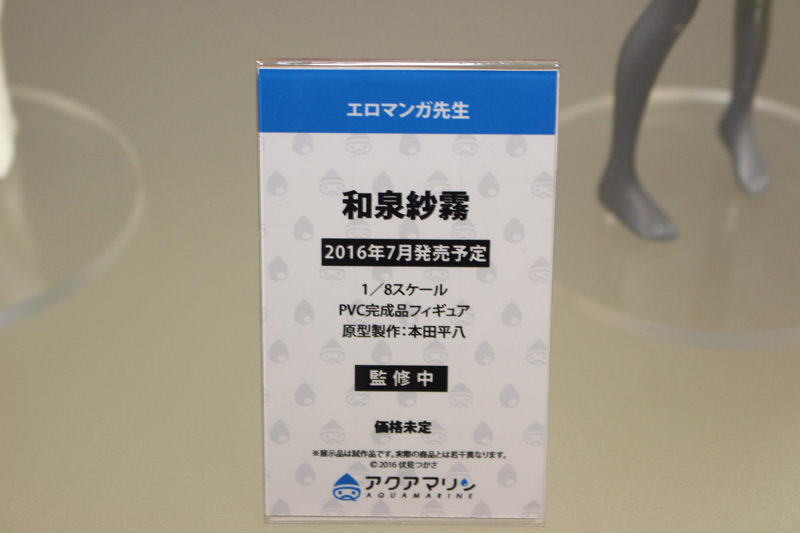 エロマンガ先生
和泉紗霧
2016年7月発売予定
1／8スケール
PVC完成品フィギュア
原型製作：本田平八
監修中
価格未定
※展示品は試作品です。実際の商品とは若干異なります。
© 2016 伏見つかさ
アクアマリン
AQUAMARINE